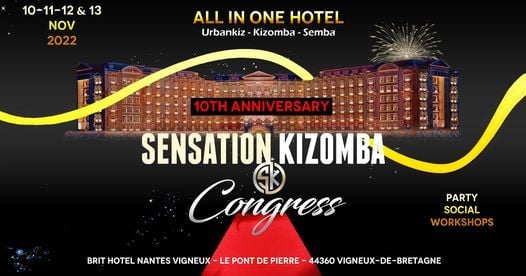 10-11-12 & 13
NOV
2022
ALL IN ONE HOTEL
Urbankiz - Kizomba - Semba
10TH ANNIVERSARY
SENSATION KIZOMBA
SK
Congress
PARTY
SOCIAL
WORKSHOPS
BRIT HOTEL NANTES VIGNEUX – LE PONT DE PIERRE – 44360 VIGNEUX-DE-BRETAGNE